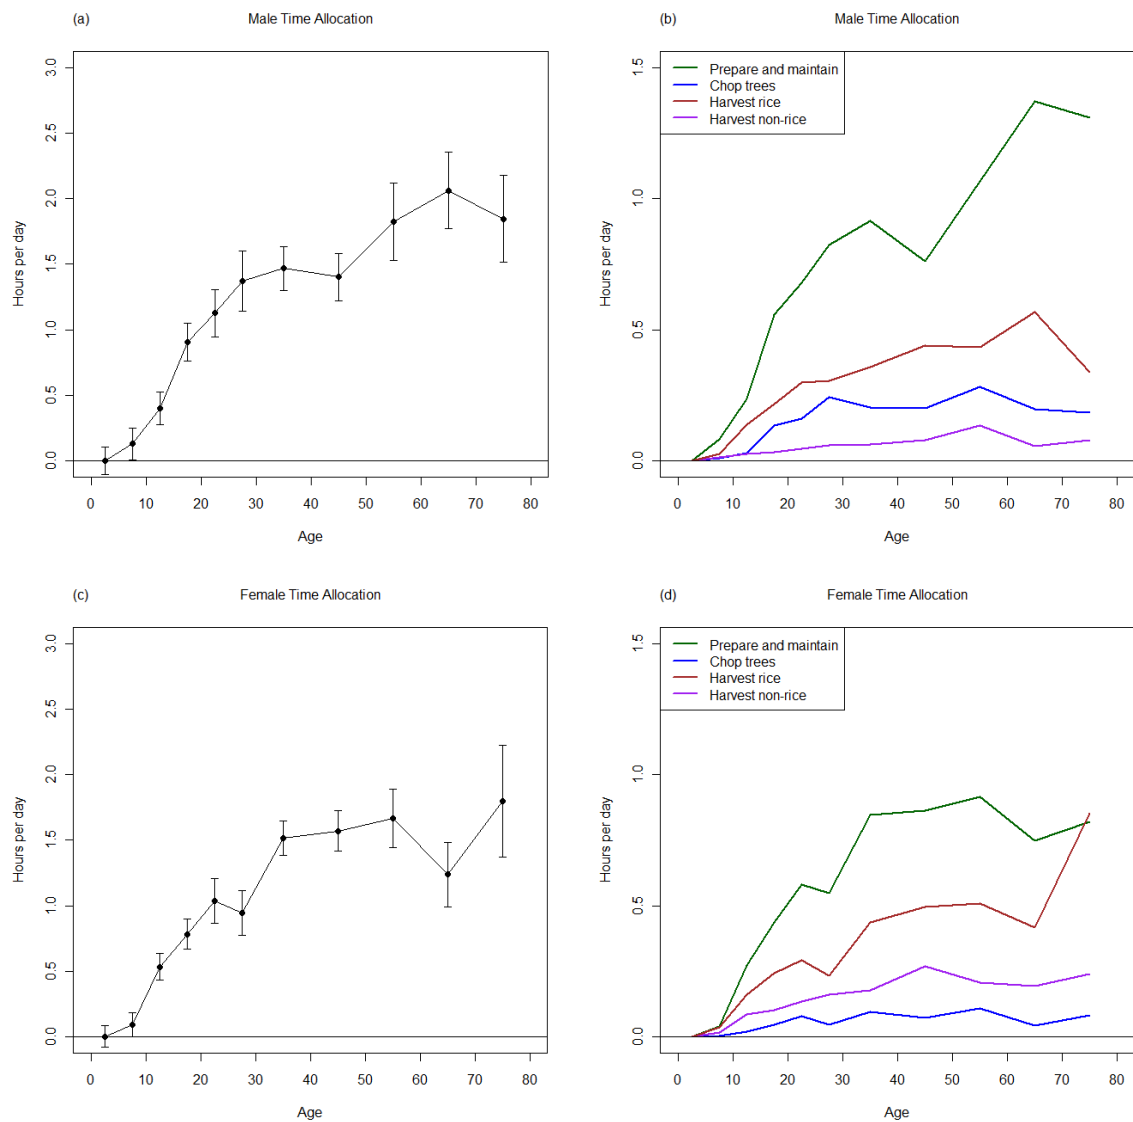 (a) Male Time Allocation
3.0
2.5
2.0
1.5
1.0
0.5
0.0
Hours per day
0 10 20 30 40 50 60 70 80
Age
(b) Male Time Allocation
Prepare and maintain
Chop trees
Harvest rice
Harvest non-rice
1.5
1.0
0.5
0.0
Hours per day
0 10 20 30 40 50 60 70 80
Age
(c) Female Time Allocation
3.0
2.5
2.0
1.5
1.0
0.5
0.0
Hours per day
0 10 20 30 40 50 60 70 80
Age
(d) Female Time Allocation
Prepare and maintain
Chop trees
Harvest rice
Harvest non-rice
1.5
1.0
0.5
0.0
Hours per day
0 10 20 30 40 50 60 70 80
Age